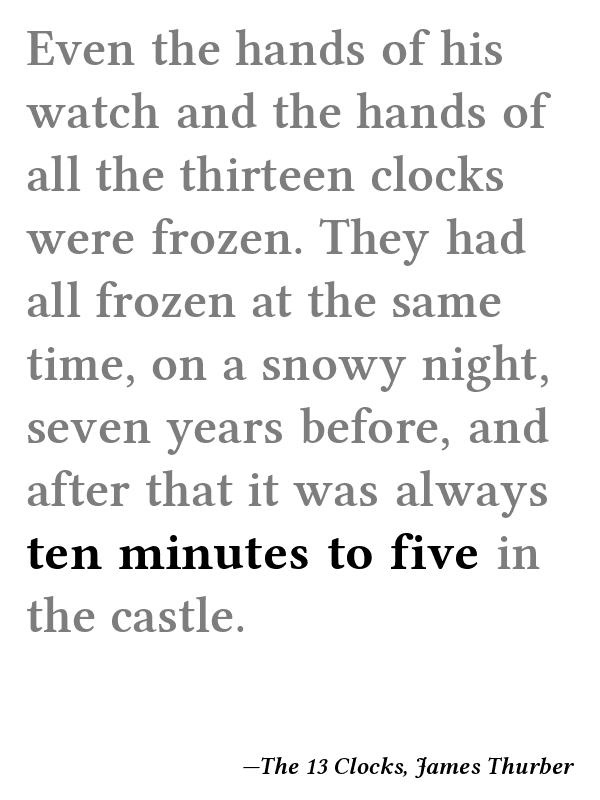 Even the hands of his
watch and the hands of
all the thirteen clocks
were frozen. They had
all frozen at the same
time, on a snowy night,
seven years before, and
after that it was always
ten minutes to five in
the castle.
—The 13 Clocks, James Thurber